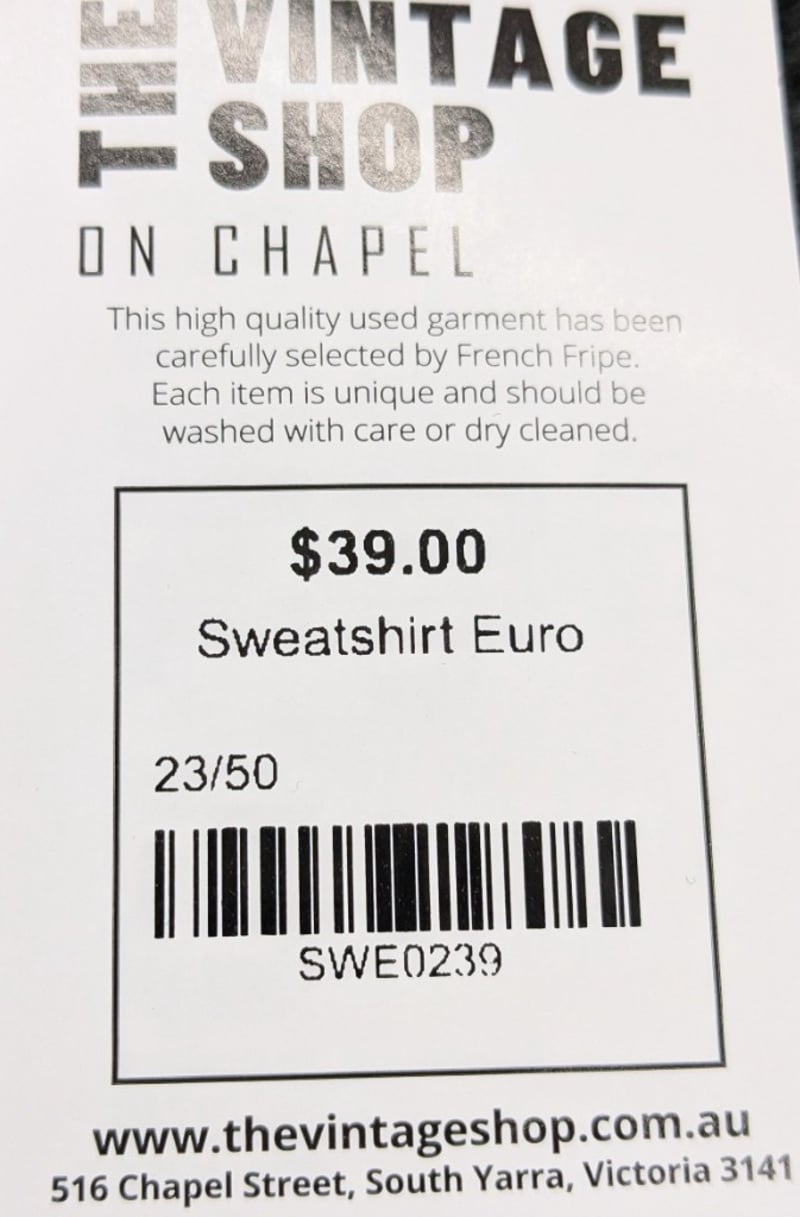 THE VINTAGE
SHOP
ON CHAPEL
This high quality used garment has been
carefully selected by French Fripe.
Each item is unique and should be
washed with care or dry cleaned.
$39.00
Sweatshirt Euro
23/50
SWE0239
www.thevintageshop.com.au
516 Chapel Street, South Yarra, Victoria 3141